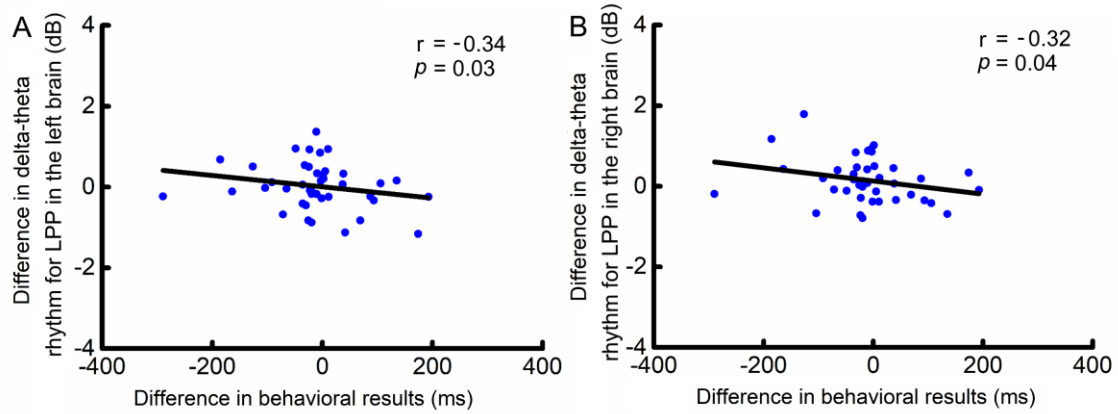 A
Difference in delta-theta
rhythm for LPP in the left brain (dB)
4
2
0
-2
-4
-400
-200
0
200
400
Difference in behavioral results (ms)
r = -0.34
p = 0.03
B
Difference in delta-theta
rhythm for LPP in the right brain (dB)
4
2
0
-2
-4
-400
-200
0
200
400
Difference in behavioral results (ms)
r = -0.32
p = 0.04